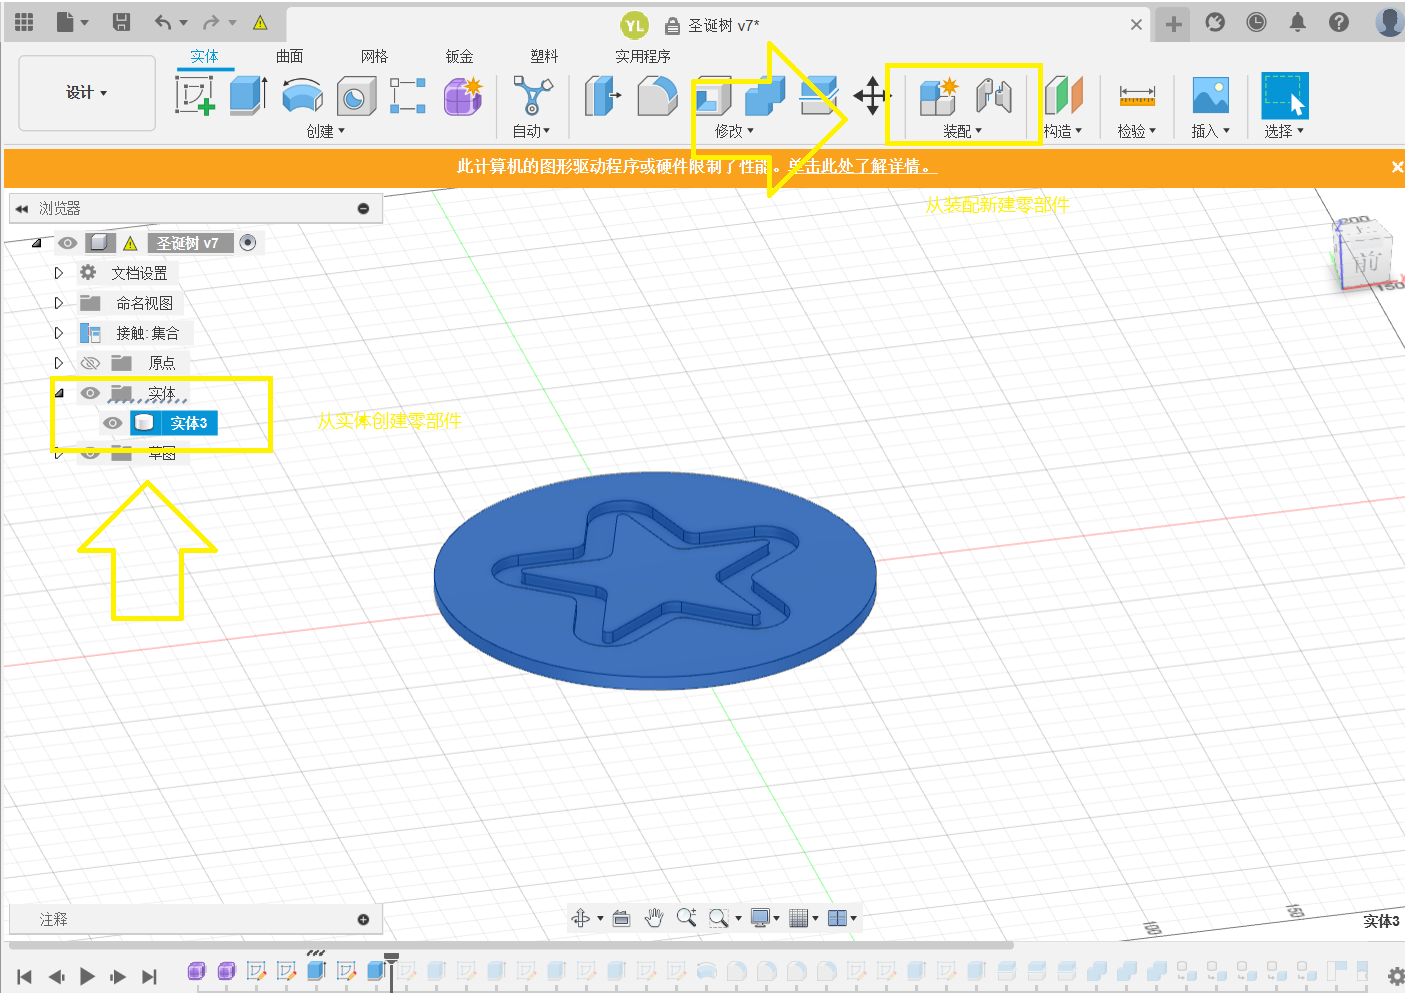 YL 圣诞树 v7*
实体 曲面 网格 钣金 塑料 实用程序
设计
创建 自动 修改 装配 构造 检验 插入 选择
此计算机的图形驱动程序或硬件限制了性能。单击此处了解详情。
浏览器
从装配新建零部件
圣诞树 v7
文档设置
命名视图
接触: 集合
原点
实体
实体3
从实体创建零部件
草图
前
200
150
注释
100
150
实体3